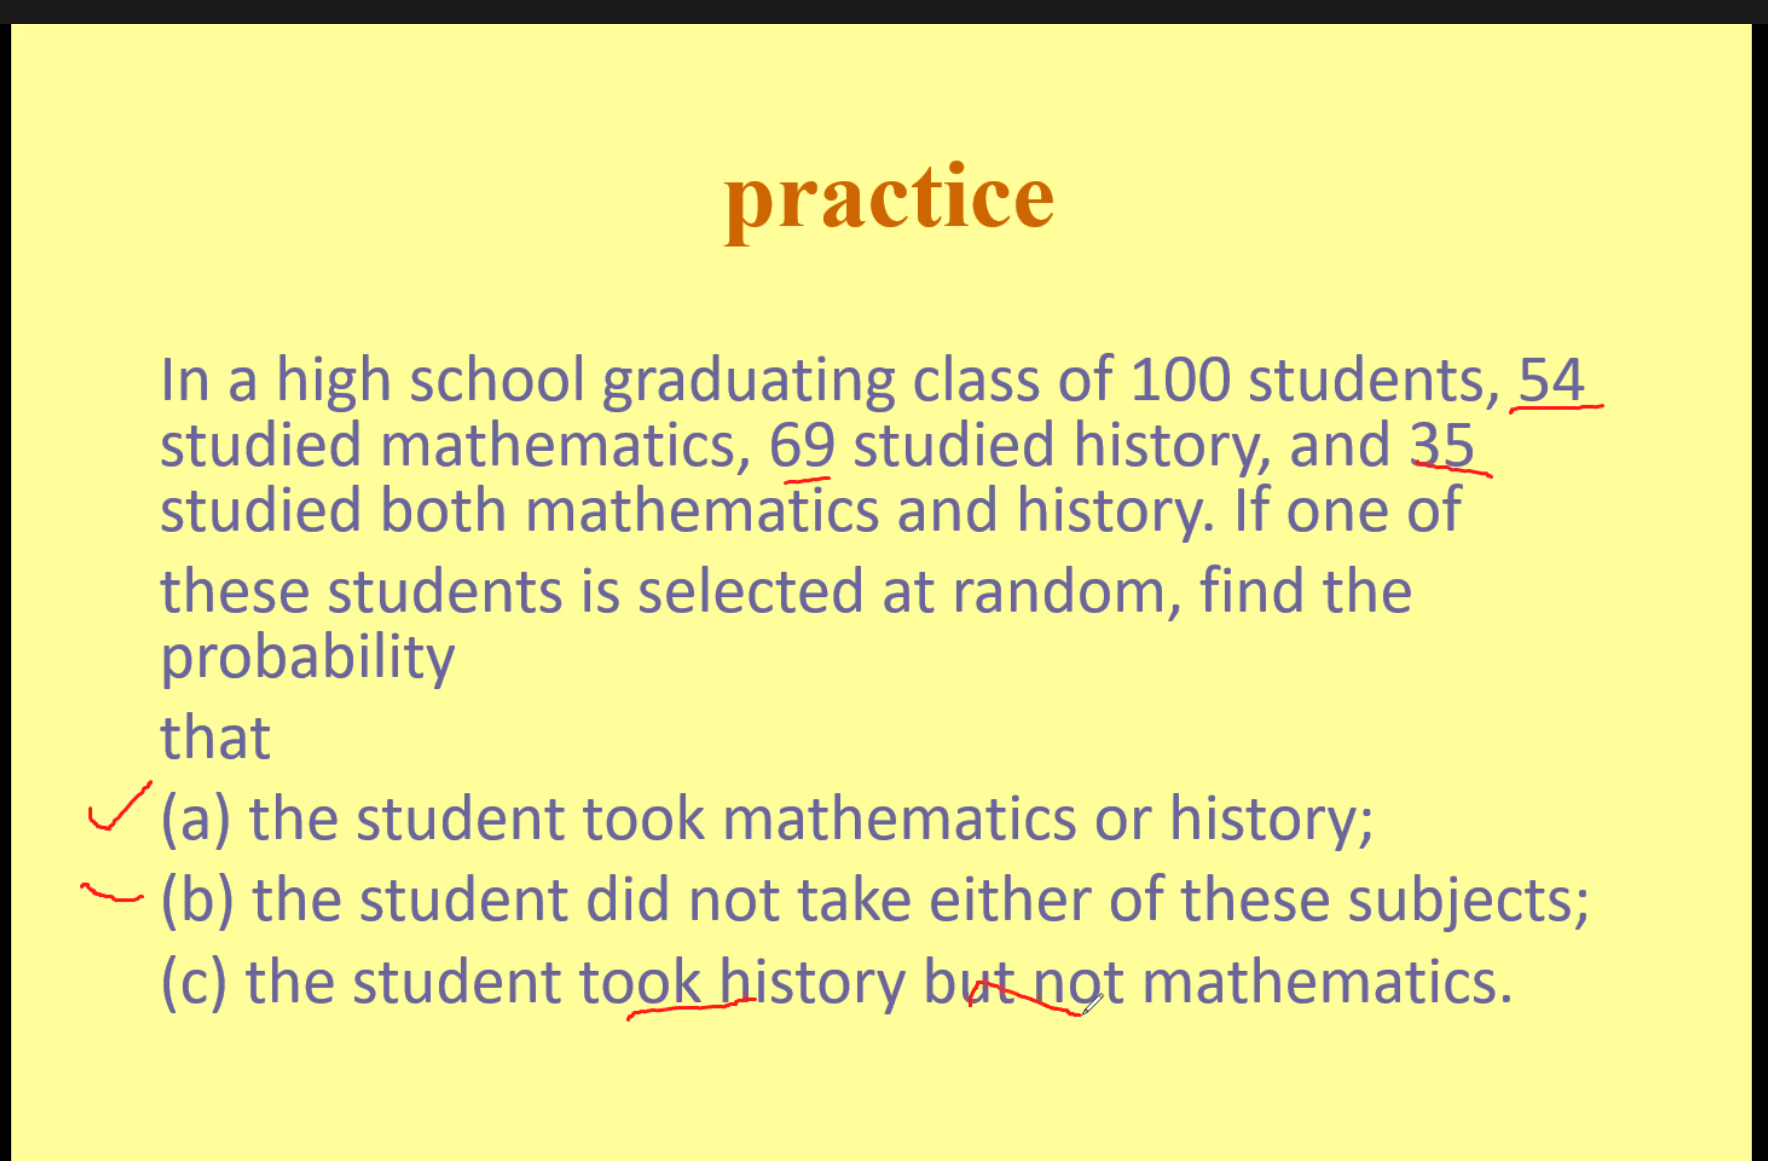 practice
In a high school graduating class of 100 students, 54
studied mathematics, 69 studied history, and 35
studied both mathematics and history. If one of
these students is selected at random, find the
probability
that
(a) the student took mathematics or history;
(b) the student did not take either of these subjects;
(c) the student took history but not mathematics.